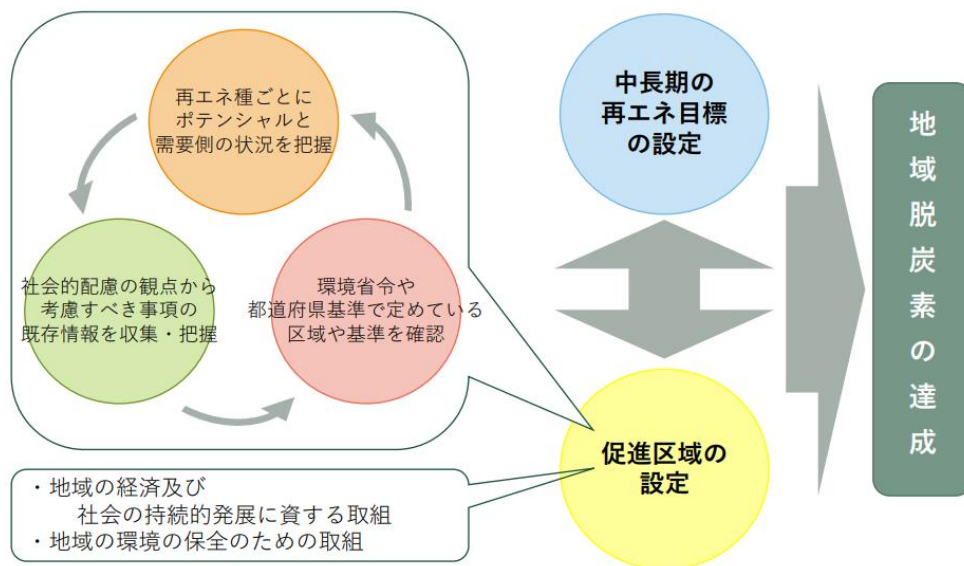 再エネ種ごとに
ポテンシャルと
需要側の状況を把握
社会的配慮の観点から
考慮すべき事項の
既存情報を収集・把握
環境省令や
都道府県基準で定めている
区域や基準を確認
・地域の経済及び
社会の持続的発展に資する取組
・地域の環境の保全のための取組
中長期の
再エネ目標
の設定
促進区域の
設定
地域脱炭素の達成